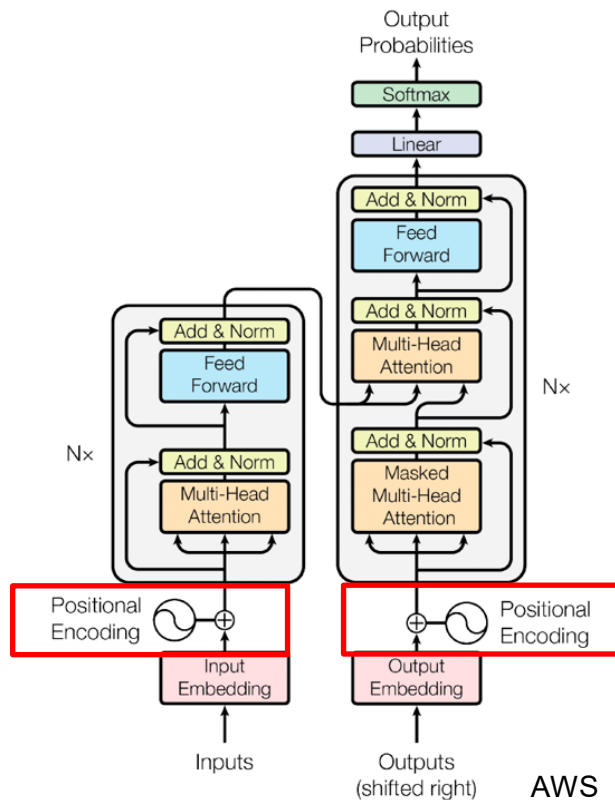 Output
Probabilities
Softmax
Linear
Add & Norm
Feed
Forward
Add & Norm
Multi-Head
Attention
Add & Norm
Masked
Multi-Head
Attention
Nx
Add & Norm
Feed
Forward
Add & Norm
Multi-Head
Attention
Nx
Positional
Encoding
Positional
Encoding
Input
Embedding
Output
Embedding
Inputs
Outputs
(shifted right)
AWS